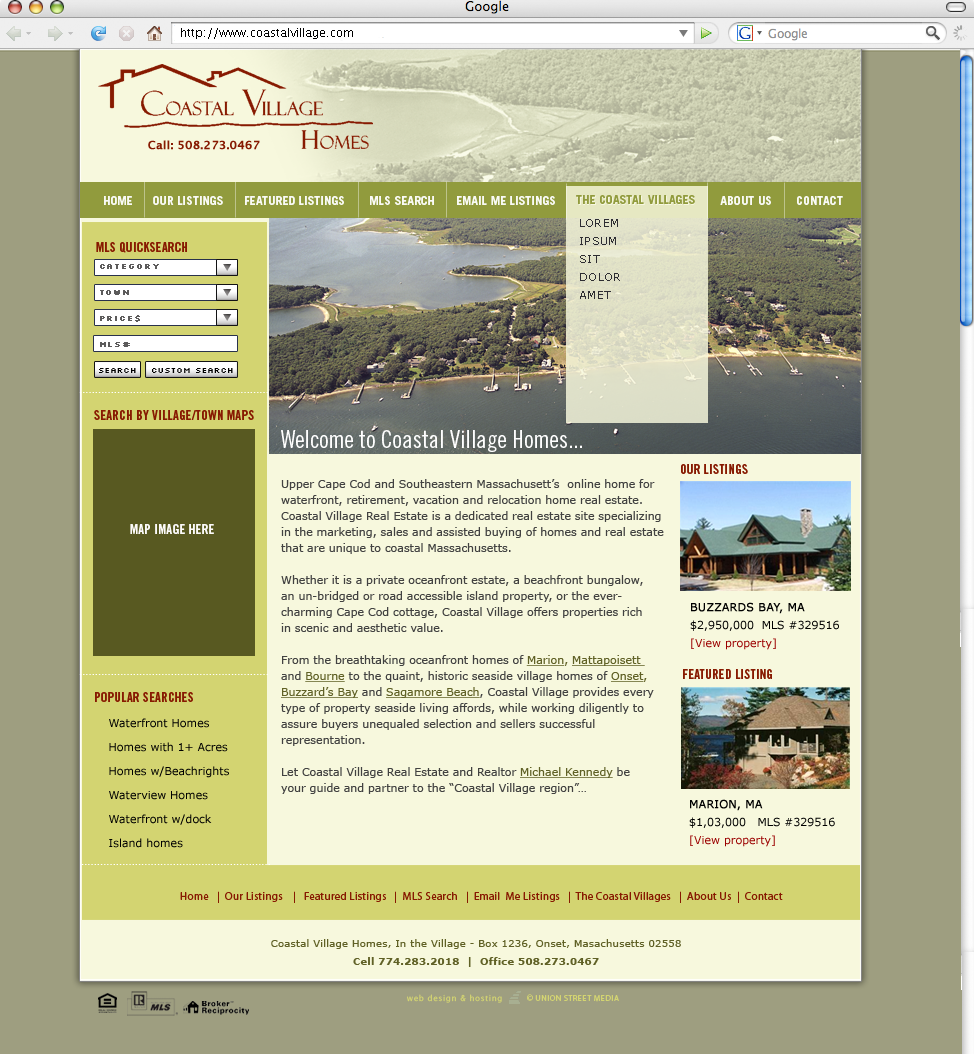 Google
http://www.coastalvillage.com
G Google
COASTAL VILLAGE
HOMES
Call: 508.273.0467
HOME OUR LISTINGS FEATURED LISTINGS MLS SEARCH EMAIL ME LISTINGS THE COASTAL VILLAGES ABOUT US CONTACT
LOREM
IPSUM
SIT
DOLOR
AMET
MLS QUICKSEARCH
CATEGORY
TOWN
PRICE$
MLS#
SEARCH CUSTOM SEARCH
SEARCH BY VILLAGE/TOWN MAPS
MAP IMAGE HERE
POPULAR SEARCHES
Waterfront Homes
Homes with 1+ Acres
Homes w/Beachrights
Waterview Homes
Waterfront w/dock
Island homes
Welcome to Coastal Village Homes...
Upper Cape Cod and Southeastern Massachusett's online home for
waterfront, retirement, vacation and relocation home real estate.
Coastal Village Real Estate is a dedicated real estate site specializing
in the marketing, sales and assisted buying of homes and real estate
that are unique to coastal Massachusetts.
Whether it is a private oceanfront estate, a beachfront bungalow,
an un-bridged or road accessible island property, or the ever-
charming Cape Cod cottage, Coastal Village offers properties rich
in scenic and aesthetic value.
From the breathtaking oceanfront homes of Marion, Mattapoisett
and Bourne to the quaint, historic seaside village homes of Onset,
Buzzard's Bay and Sagamore Beach, Coastal Village provides every
type of property seaside living affords, while working diligently to
assure buyers unequaled selection and sellers successful
representation.
Let Coastal Village Real Estate and Realtor Michael Kennedy be
your guide and partner to the “Coastal Village region”...
OUR LISTINGS
BUZZARDS BAY, MA
$2,950,000 MLS #329516
[View property]
FEATURED LISTING
MARION, MA
$1,03,000 MLS #329516
[View property]
Home | Our Listings | Featured Listings | MLS Search | Email Me Listings | The Coastal Villages | About Us | Contact
Coastal Village Homes, In the Village - Box 1236, Onset, Masachusetts 02558
Cell 774.283.2018 | Office 508.273.0467
R MLS Broker Reciprocity
web design & hosting © UNION STREET MEDIA